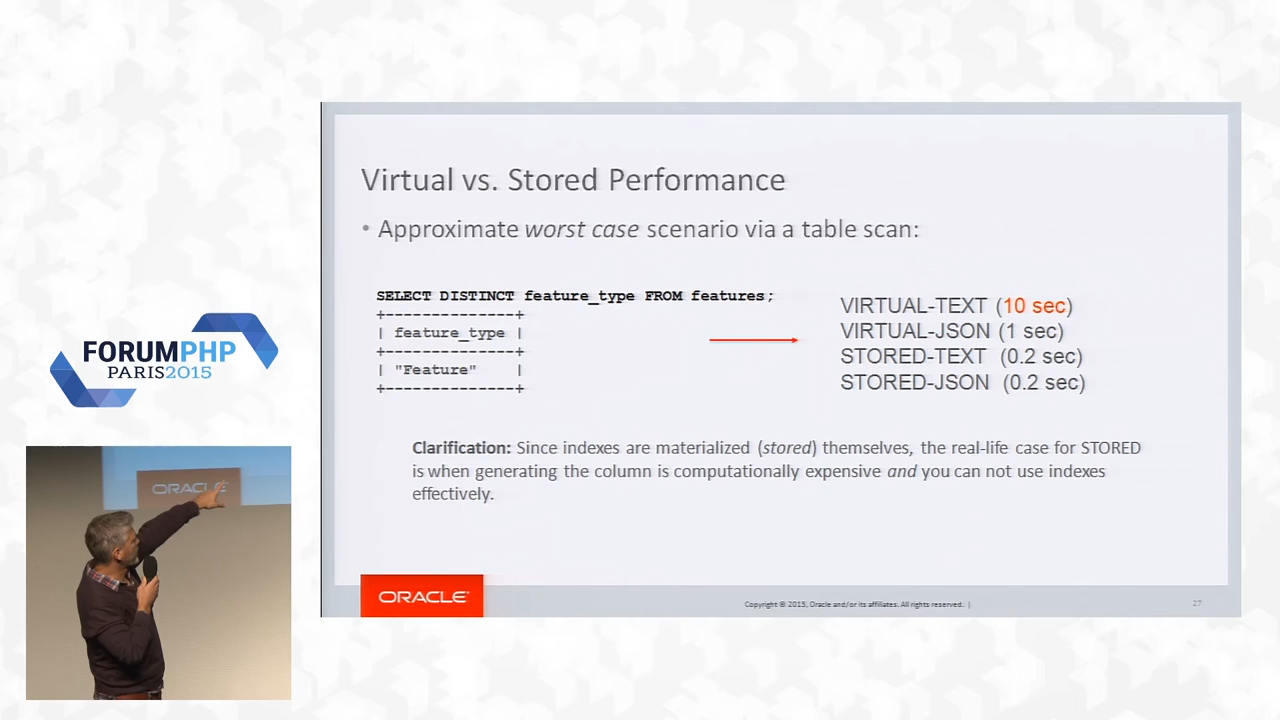 Virtual vs. Stored Performance
• Approximate worst case scenario via a table scan:
SELECT DISTINCT feature_type FROM features;
+--------------+
| feature_type |
+--------------+
| "Feature"    |
+--------------+
VIRTUAL-TEXT (10 sec)
VIRTUAL-JSON (1 sec)
STORED-TEXT (0.2 sec)
STORED-JSON (0.2 sec)
Clarification: Since indexes are materialized (stored) themselves, the real-life case for STORED
is when generating the column is computationally expensive and you can not use indexes
effectively.
ORACLE
Copyright © 2015, Oracle and/or its affiliates. All rights reserved. |
27
FORUMPHP
PARIS2015
ORACLE